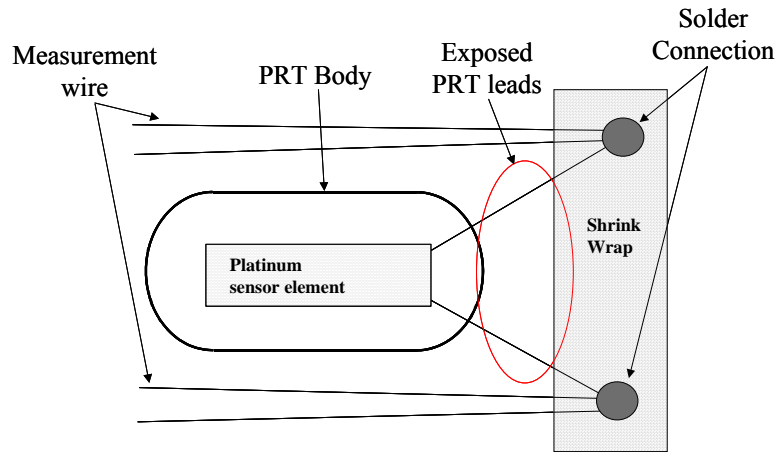 Measurement
wire
PRT Body
Exposed
PRT leads
Solder
Connection
Platinum
sensor element
Shrink
Wrap